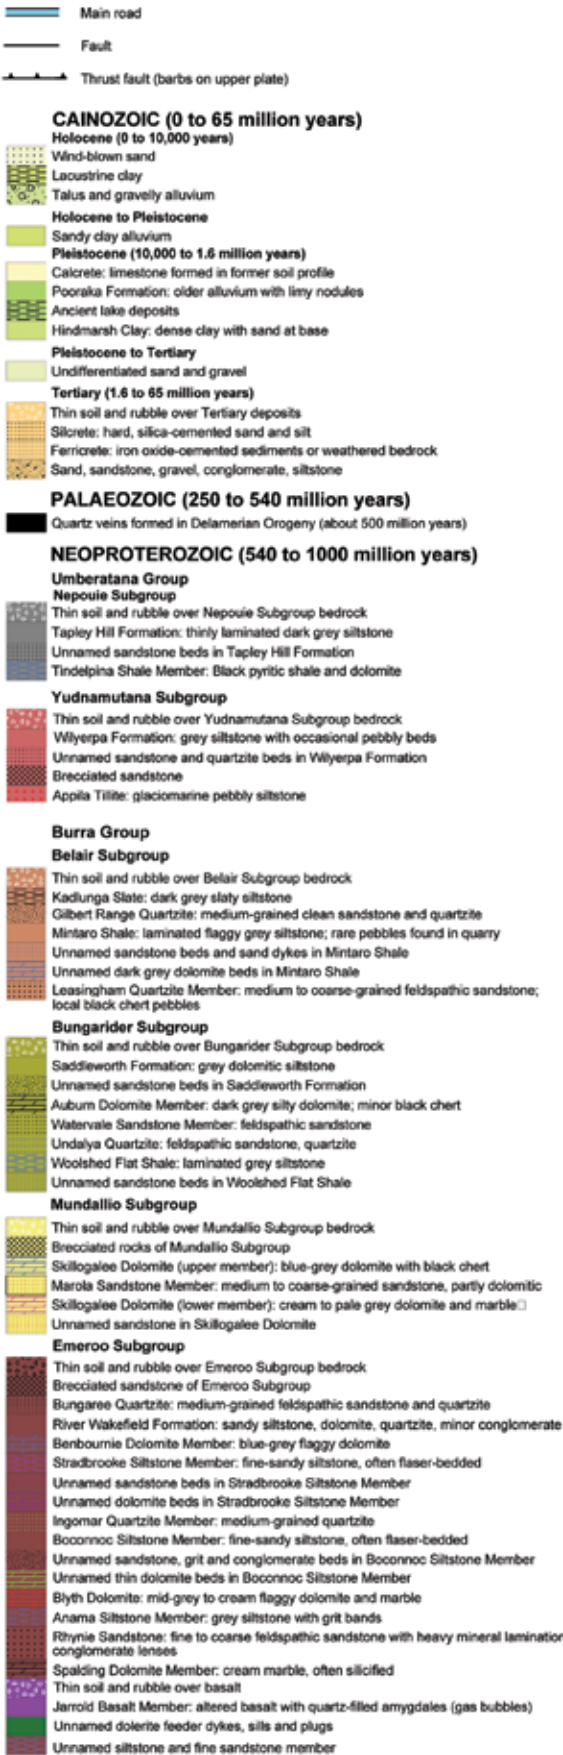 Main road
Fault
Thrust fault (barbs on upper plate)
CAINOZOIC (0 to 65 million years)
Holocene (0 to 10,000 years)
Wind-blown sand
Lacustrine clay
Talus and gravelly alluvium
Holocene to Pleistocene
Sandy clay alluvium
Pleistocene (10,000 to 1.6 million years)
Calcrete: limestone formed in former soil profile
Pooraka Formation: older alluvium with limy nodules
Ancient lake deposits
Hindmarsh Clay: dense clay with sand at base
Pleistocene to Tertiary
Undifferentiated sand and gravel
Tertiary (1.6 to 65 million years)
Thin soil and rubble over Tertiary deposits
Silcrete: hard, silica-cemented sand and silt
Ferricrete: iron oxide-cemented sediments or weathered bedrock
Sand, sandstone, gravel, conglomerate, siltstone
PALAEOZOIC (250 to 540 million years)
Quartz veins formed in Delamerian Orogeny (about 500 million years)
NEOPROTEROZOIC (540 to 1000 million years)
Umberatana Group
Nepouie Subgroup
Thin soil and rubble over Nepouie Subgroup bedrock
Tapley Hill Formation: thinly laminated dark grey siltstone
Unnamed sandstone beds in Tapley Hill Formation
Tindelpina Shale Member: Black pyritic shale and dolomite
Yudnamutana Subgroup
Thin soil and rubble over Yudnamutana Subgroup bedrock
Wilyerpa Formation: grey siltstone with occasional pebbly beds
Unnamed sandstone and quartzite beds in Wilyerpa Formation
Brecciated sandstone
Appila Tillite: glaciomarine pebbly siltstone
Burra Group
Belair Subgroup
Thin soil and rubble over Belair Subgroup bedrock
Kadlunga Slate: dark grey slaty siltstone
Gilbert Range Quartzite: medium-grained clean sandstone and quartzite
Mintaro Shale: laminated flaggy grey siltstone; rare pebbles found in quarry
Unnamed sandstone beds and sand dykes in Mintaro Shale
Unnamed dark grey dolomite beds in Mintaro Shale
Leasingham Quartzite Member: medium to coarse-grained feldspathic sandstone;
local black chert pebbles
Bungarider Subgroup
Thin soil and rubble over Bungarider Subgroup bedrock
Saddleworth Formation: grey dolomitic siltstone
Unnamed sandstone beds in Saddleworth Formation
Auburn Dolomite Member: dark grey silty dolomite; minor black chert
Watervale Sandstone Member: feldspathic sandstone
Undalya Quartzite: feldspathic sandstone, quartzite
Woolshed Flat Shale: laminated grey siltstone
Unnamed sandstone beds in Woolshed Flat Shale
Mundallio Subgroup
Thin soil and rubble over Mundallio Subgroup bedrock
Brecciated rocks of Mundallio Subgroup
Skillogalee Dolomite (upper member): blue-grey dolomite with black chert
Marola Sandstone Member: medium to coarse-grained sandstone, partly dolomitic
Skillogalee Dolomite (lower member): cream to pale grey dolomite and marble□
Unnamed sandstone in Skillogalee Dolomite
Emeroo Subgroup
Thin soil and rubble over Emeroo Subgroup bedrock
Brecciated sandstone of Emeroo Subgroup
Bungaree Quartzite: medium-grained feldspathic sandstone and quartzite
River Wakefield Formation: sandy siltstone, dolomite, quartzite, minor conglomerate
Benbournie Dolomite Member: blue-grey flaggy dolomite
Stradbrooke Siltstone Member: fine-sandy siltstone, often flaser-bedded
Unnamed sandstone beds in Stradbrooke Siltstone Member
Unnamed dolomite beds in Stradbrooke Siltstone Member
Ingomar Quartzite Member: medium-grained quartzite
Boconnoc Siltstone Member: fine-sandy siltstone, often flaser-bedded
Unnamed sandstone, grit and conglomerate beds in Boconnoc Siltstone Member
Unnamed thin dolomite beds in Boconnoc Siltstone Member
Blyth Dolomite: mid-grey to cream flaggy dolomite and marble
Anama Siltstone Member: grey siltstone with grit bands
Rhynie Sandstone: fine to coarse feldspathic sandstone with heavy mineral lamination
conglomerate lenses
Spalding Dolomite Member: cream marble, often silicified
Thin soil and rubble over basalt
Jarrold Basalt Member: altered basalt with quartz-filled amygdales (gas bubbles)
Unnamed dolerite feeder dykes, sills and plugs
Unnamed siltstone and fine sandstone member